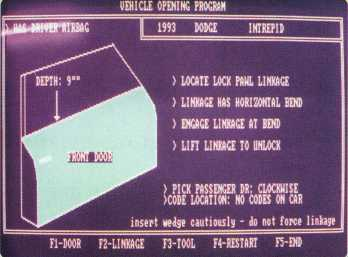 VEHICLE OPENING PROGRAM
> HAS DRIVER AIRBAG
1993 DODGE INTREPID
DEPTH: 9""
FRONT DOOR
> LOCATE LOCK PAWL LINKAGE
> LINKAGE HAS HORIZONTAL BEND
> ENGAGE LINKAGE AT BEND
> LIFT LINKAGE TO UNLOCK
> PICK PASSENGER DR: CLOCKWISE
>CODE LOCATION: NO CODES ON CAR
insert wedge cautiously - do not force linkage
F1-DOOR F2-LINKAGE F3-TOOL F4-RESTART F5-END